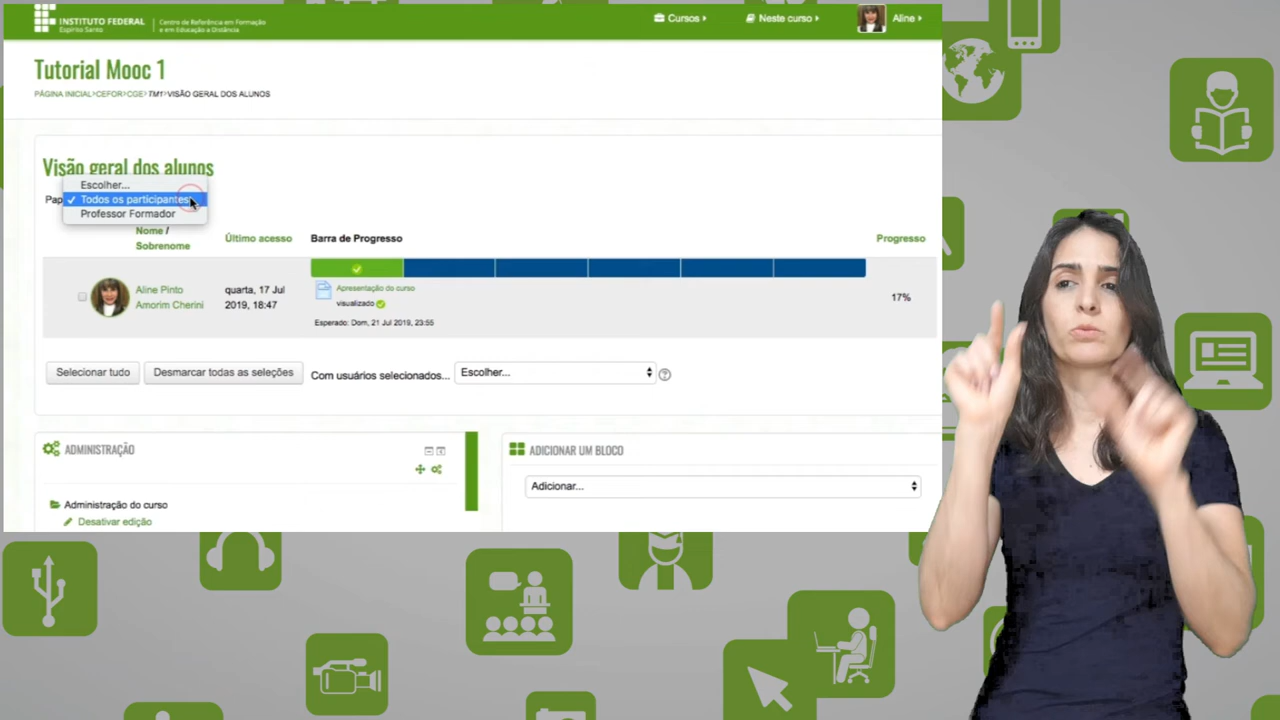 INSTITUTO FEDERAL
Espírito Santo
Centro de Referência em Formação
e em Educação a Distância
Cursos
Neste curso
Aline
Tutorial Mooc 1
PÁGINA INICIAL>CEFOR>CGE>TM1>VISÃO GERAL DOS ALUNOS
Visão geral dos alunos
Escolher...
Pap
✓ Todos os participantes
Professor Formador
Nome /
Sobrenome
Último acesso
Barra de Progresso
Progresso
Aline Pinto
Amorim Cherini
quarta, 17 Jul
2019, 18:47
Apresentação do curso
visualizado
Esperado: Dom, 21 Jul 2019, 23:55
17%
Selecionar tudo
Desmarcar todas as seleções
Com usuários selecionados...
Escolher...
?
ADMINISTRAÇÃO
Administração do curso
Desativar edição
ADICIONAR UM BLOCO
Adicionar...